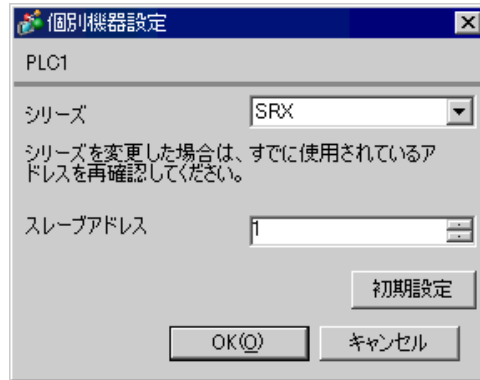 個別機器設定
PLC1
シリーズ SRX
シリーズを変更した場合は、すでに使用されているア
ドレスを再確認してください。
スレーブアドレス 1
初期設定
OK(O) キャンセル